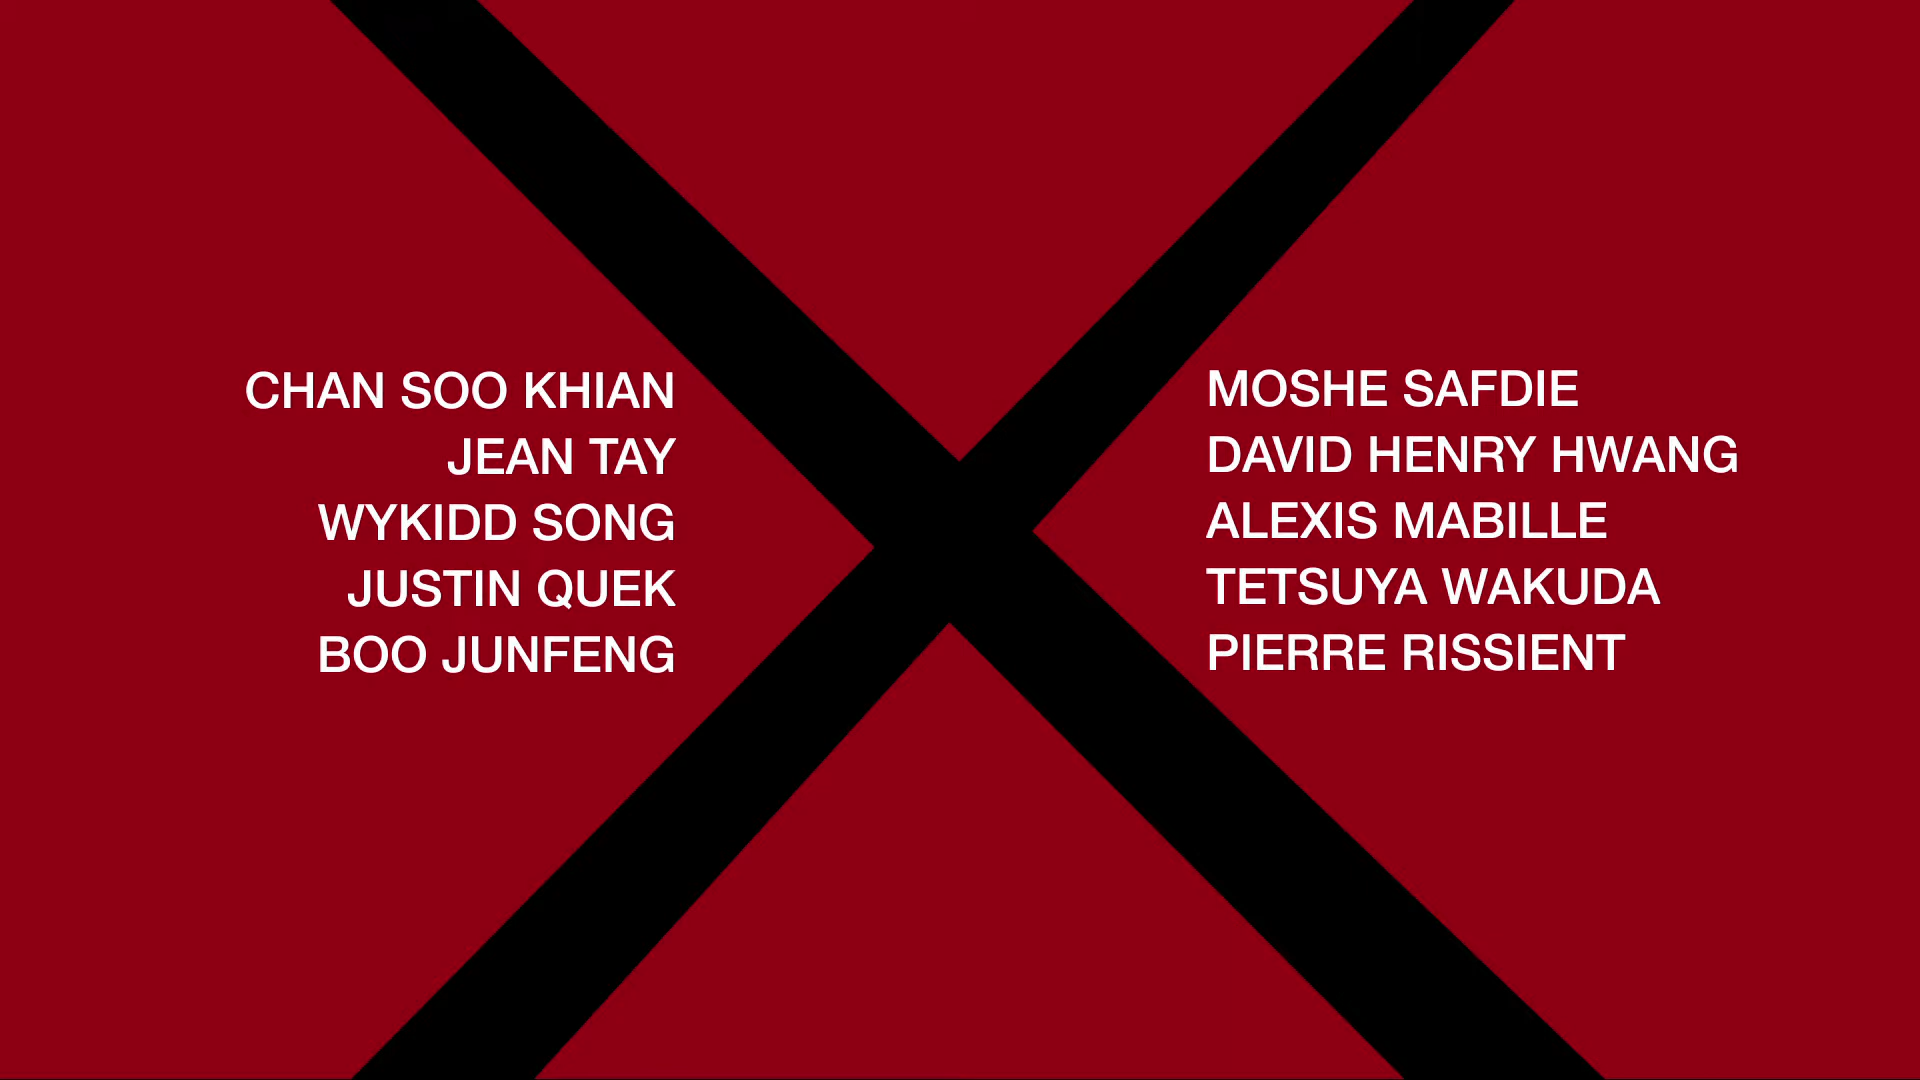 CHAN SOO KHIAN
JEAN TAY
WYKIDD SONG
JUSTIN QUEK
BOO JUNFENG
MOSHE SAFDIE
DAVID HENRY HWANG
ALEXIS MABILLE
TETSUYA WAKUDA
PIERRE RISSIENT